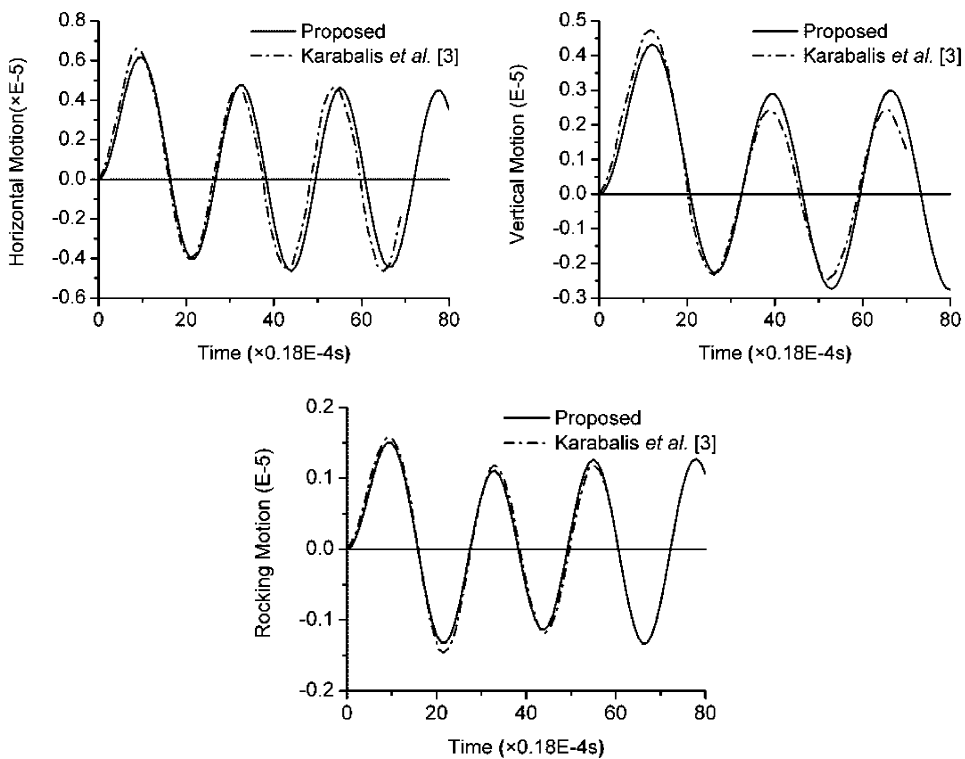 Proposed
Karabalis et al. [3]
Horizontal Motion(×E-5)
0.8
0.6
0.4
0.2
0.0
-0.2
-0.4
-0.6
0 20 40 60 80
Time (×0.18E-4s)
Proposed
Karabalis et al. [3]
Vertical Motion (E-5)
0.5
0.4
0.3
0.2
0.1
0.0
-0.1
-0.2
-0.3
0 20 40 60 80
Time (×0.18E-4s)
Proposed
Karabalis et al. [3]
Rocking Motion (E-5)
0.2
0.1
0.0
-0.1
-0.2
0 20 40 60 80
Time (×0.18E-4s)